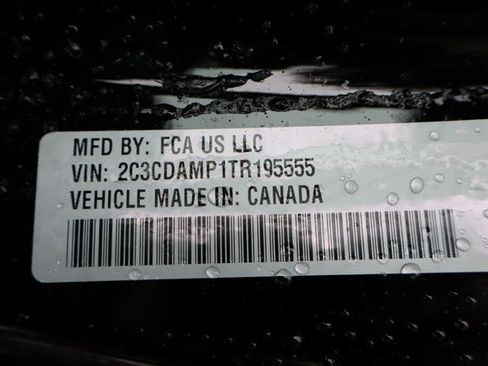 MFD BY: FCA US LLC
VIN: 2C3CDAMP1TR195555
VEHICLE MADE IN: CANADA